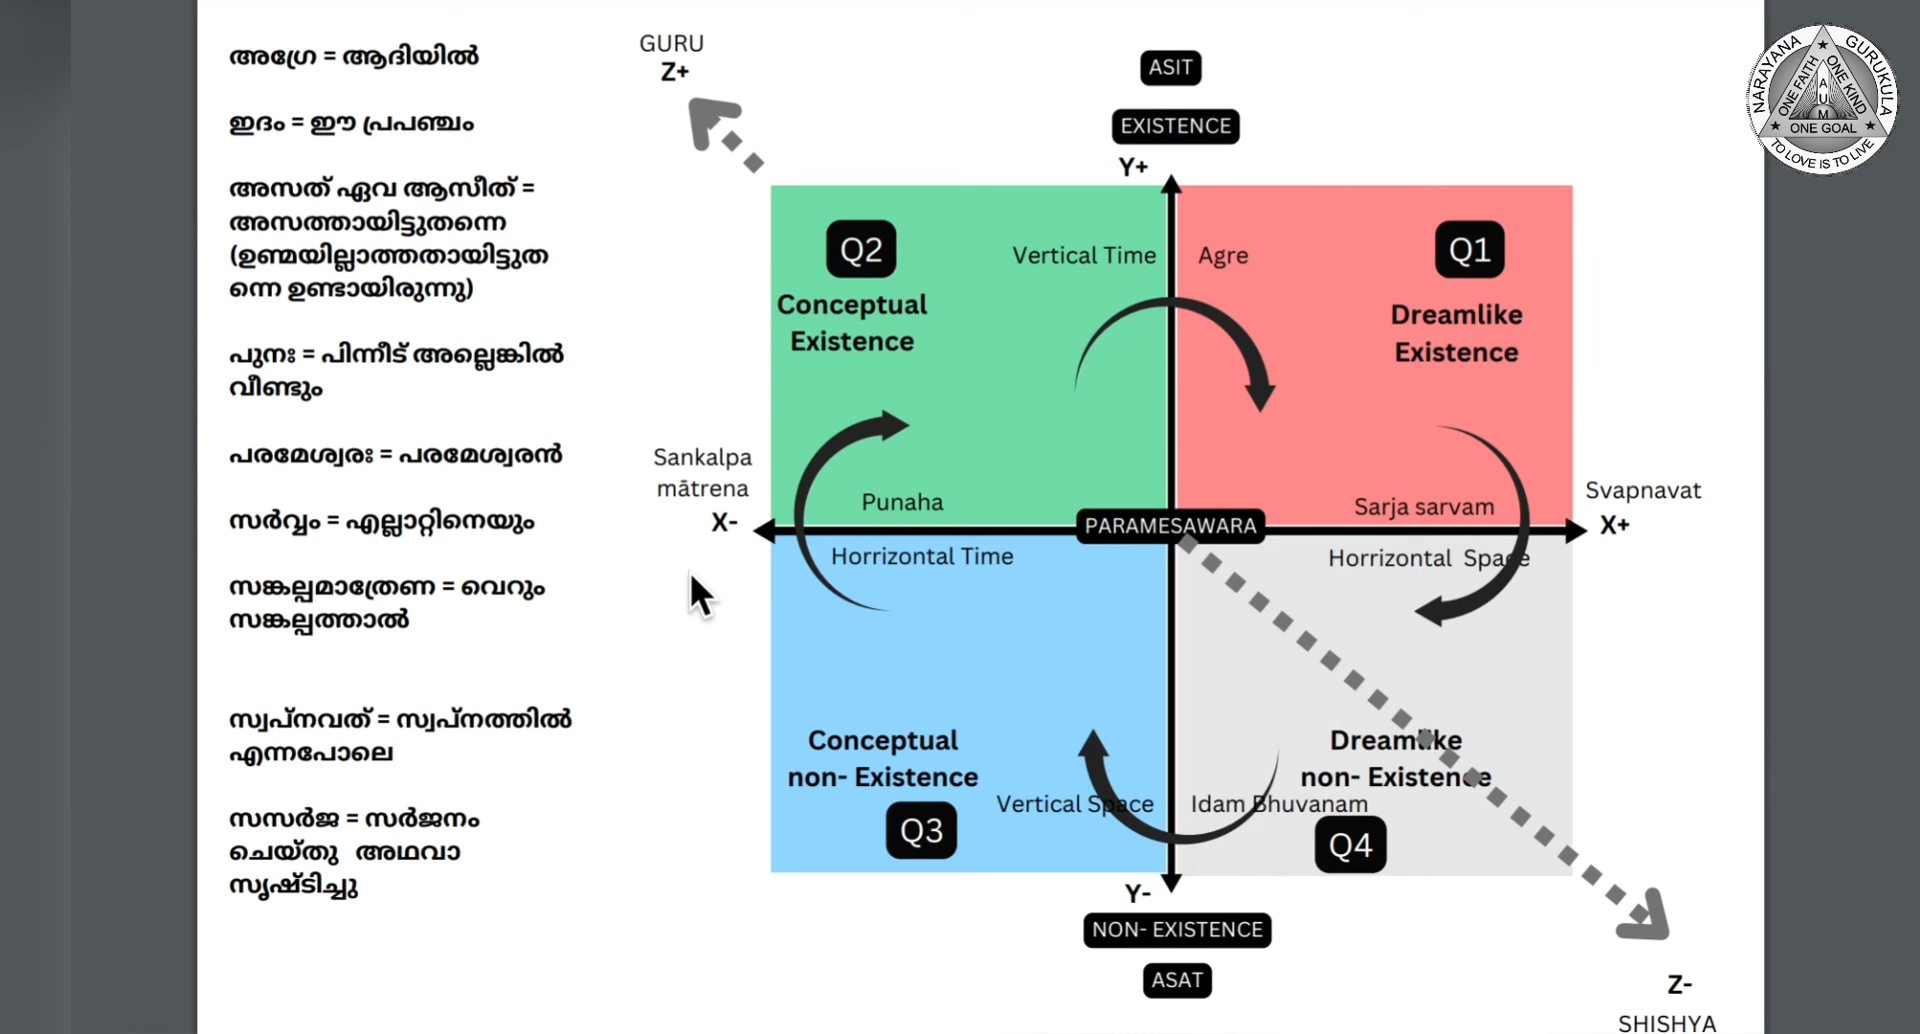 അഗ്രേ = ആദിയിൽ
ഇദം = ഈ പ്രപഞ്ചം
അസത് ഏവ ആസീത് =
അസത്തായിട്ടുതന്നെ
(ഉണ്മയില്ലാത്തതായിട്ടുത
ന്നെ ഉണ്ടായിരുന്നു)
പുനഃ = പിന്നീട് അല്ലെങ്കിൽ
വീണ്ടും
പരമേശ്വരഃ = പരമേശ്വരൻ
സർവ്വം = എല്ലാറ്റിനെയും
സങ്കല്പമാത്രേണ = വെറും
സങ്കല്പത്താൽ
സ്വപ്നവത് = സ്വപ്നത്തിൽ
എന്നപോലെ
സസർജ = സർജനം
ചെയ്തു അഥവാ
സൃഷ്ടിച്ചു
GURU
Z+
ASIT
EXISTENCE
Y+
Q2
Conceptual
Existence
Vertical Time
Agre
Q1
Dreamlike
Existence
Sankalpa
mātrena
X-
Punaha
Horrizontal Time
PARAMESAWARA
Sarja sarvam
Horrizontal Space
Svapnavat
X+
Conceptual
non- Existence
Q3
Vertical Space
Idam Bhuvanam
Dreamlike
non- Existence
Q4
Y-
NON- EXISTENCE
ASAT
Z-
SHISHYA
NARAYANA GURUKULA
ONE FAITH
ONE KIND
AUM
ONE GOAL
TO LOVE IS TO LIVE